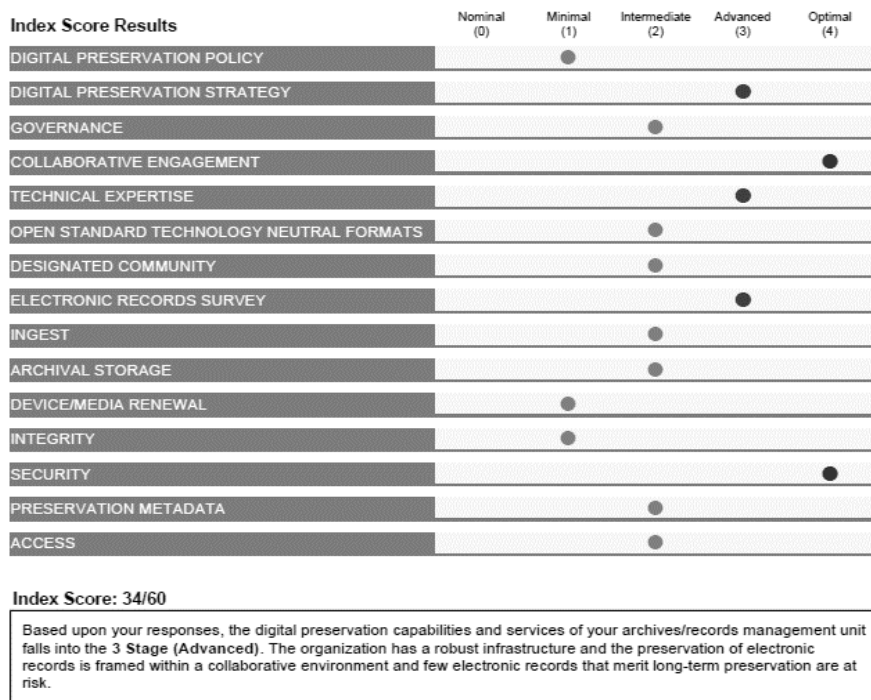 Index Score Results
Nominal Minimal Intermediate Advanced Optimal
(0) (1) (2) (3) (4)
DIGITAL PRESERVATION POLICY
DIGITAL PRESERVATION STRATEGY
GOVERNANCE
COLLABORATIVE ENGAGEMENT
TECHNICAL EXPERTISE
OPEN STANDARD TECHNOLOGY NEUTRAL FORMATS
DESIGNATED COMMUNITY
ELECTRONIC RECORDS SURVEY
INGEST
ARCHIVAL STORAGE
DEVICE/MEDIA RENEWAL
INTEGRITY
SECURITY
PRESERVATION METADATA
ACCESS
Index Score: 34/60
Based upon your responses, the digital preservation capabilities and services of your archives/records management unit
falls into the 3 Stage (Advanced). The organization has a robust infrastructure and the preservation of electronic
records is framed within a collaborative environment and few electronic records that merit long-term preservation are at
risk.